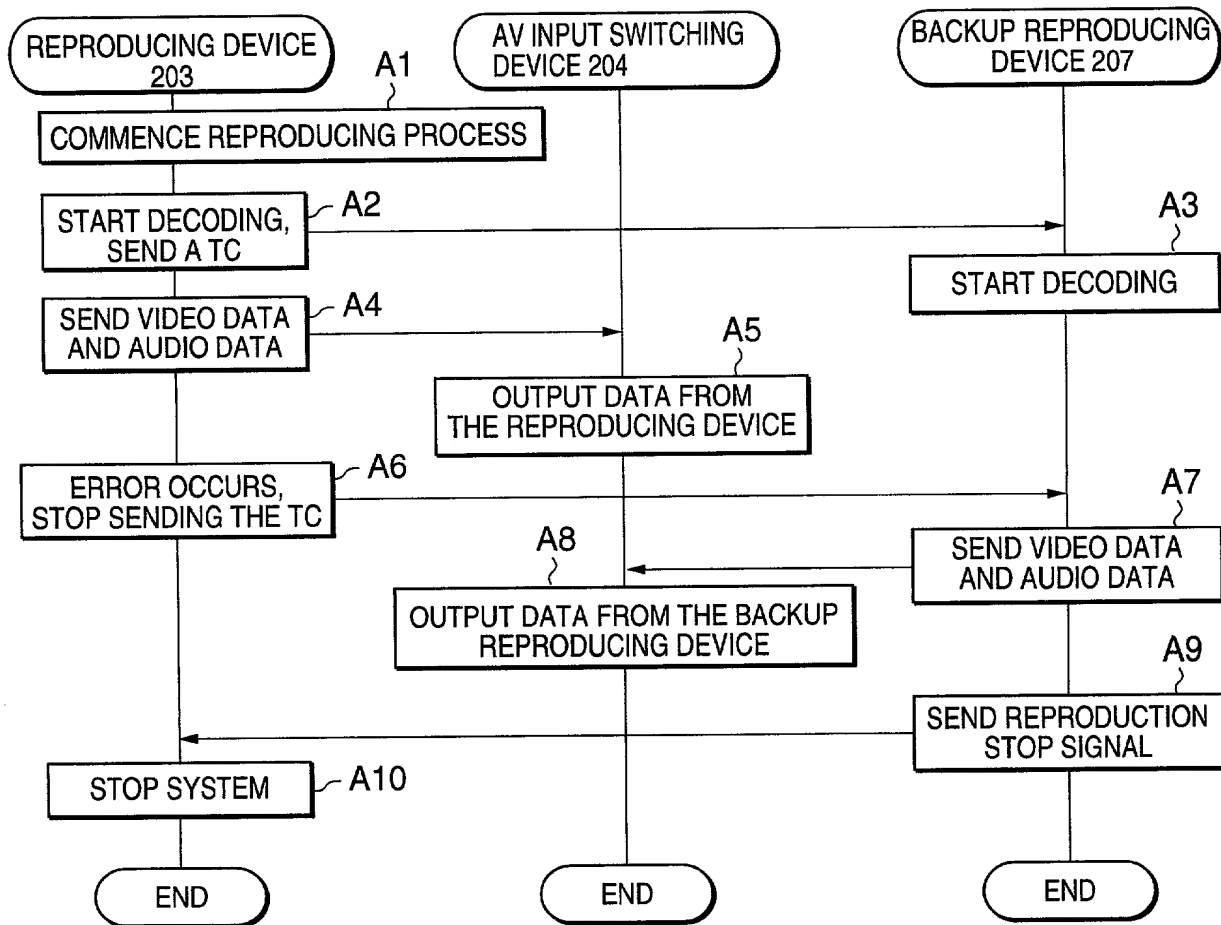 REPRODUCING DEVICE
203
AV INPUT SWITCHING
DEVICE 204
BACKUP REPRODUCING
DEVICE 207
A1
COMMENCE REPRODUCING PROCESS
A2
START DECODING,
SEND A TC
A3
START DECODING
A4
SEND VIDEO DATA
AND AUDIO DATA
A5
OUTPUT DATA FROM
THE REPRODUCING DEVICE
A6
ERROR OCCURS,
STOP SENDING THE TC
A7
SEND VIDEO DATA
AND AUDIO DATA
A8
OUTPUT DATA FROM THE BACKUP
REPRODUCING DEVICE
A9
SEND REPRODUCTION
STOP SIGNAL
STOP SYSTEM
A10
END
END
END